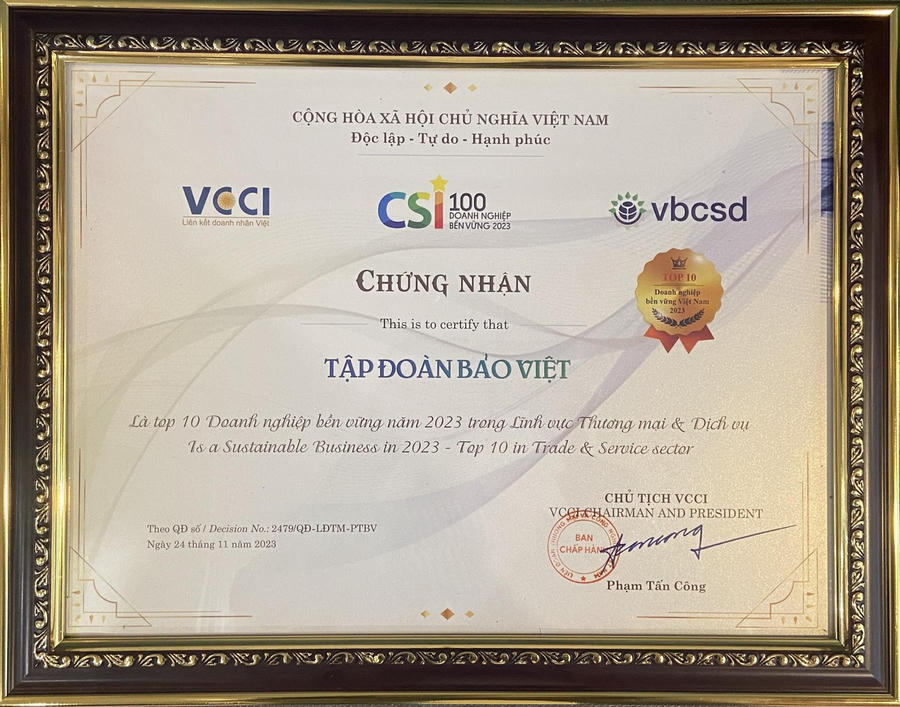 CỘNG HÒA XÃ HỘI CHỦ NGHĨA VIỆT NAM
Độc lập - Tự do - Hạnh phúc
VCCI
Liên kết doanh nhân Việt
CSI 100
DOANH NGHIỆP
BỀN VỮNG 2023
vbcsd
CHỨNG NHẬN
TOP 10
Doanh nghiệp
bền vững Việt Nam
2023
This is to certify that
TẬP ĐOÀN BẢO VIỆT
Là top 10 Doanh nghiệp bền vững năm 2023 trong Lĩnh vực Thương mại & Dịch vụ
Is a Sustainable Business in 2023 - Top 10 in Trade & Service sector
CHỦ TỊCH VCCI
VCCI CHAIRMAN AND PRESIDENT
Theo QĐ số / Decision No.: 2479/QĐ-LĐTM-PTBV
Ngày 24 tháng 11 năm 2023
BAN
CHẤP HÀNH
Phạm Tấn Công